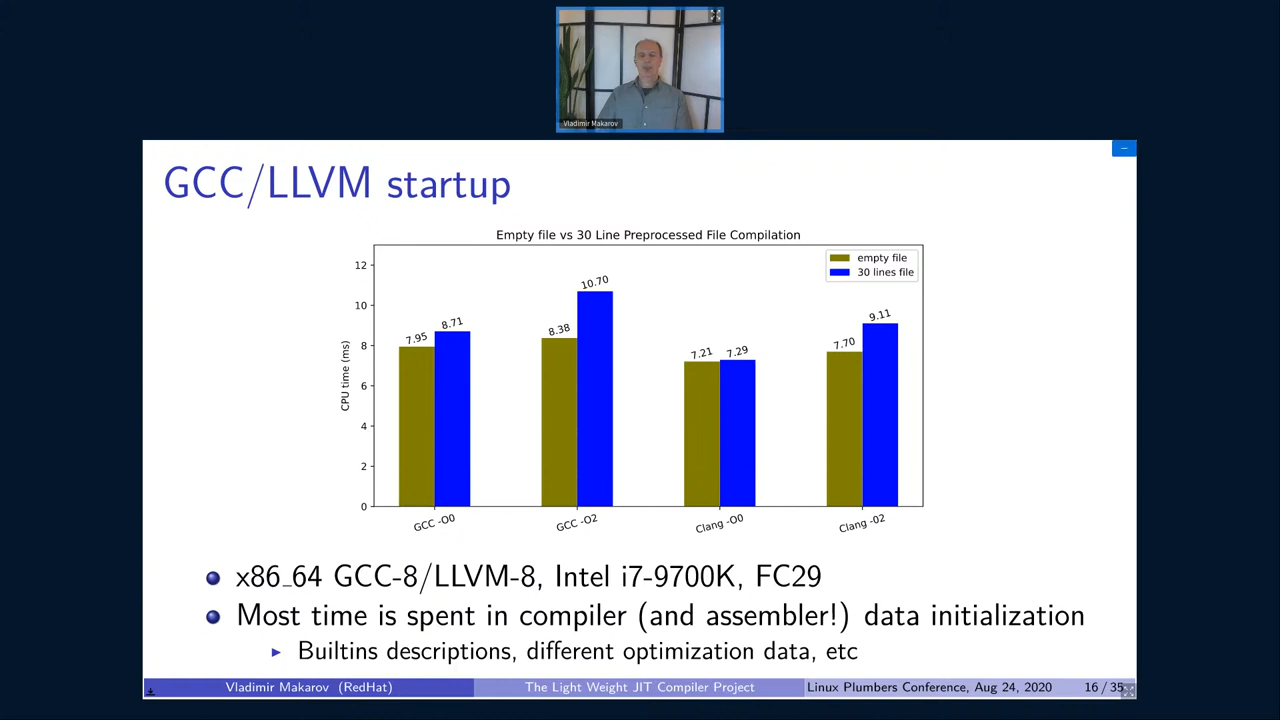 Vladimir Makarov
GCC/LLVM startup
Empty file vs 30 Line Preprocessed File Compilation
empty file
30 lines file
CPU time (ms)
12
10
8
6
4
2
0
7.95
8.71
8.38
10.70
7.21
7.29
7.70
9.11
GCC -O0
GCC -O2
Clang -O0
Clang -02
x86_64 GCC-8/LLVM-8, Intel i7-9700K, FC29
Most time is spent in compiler (and assembler!) data initialization
Builtins descriptions, different optimization data, etc
Vladimir Makarov (RedHat)
The Light Weight JIT Compiler Project
Linux Plumbers Conference, Aug 24, 2020
16 / 35